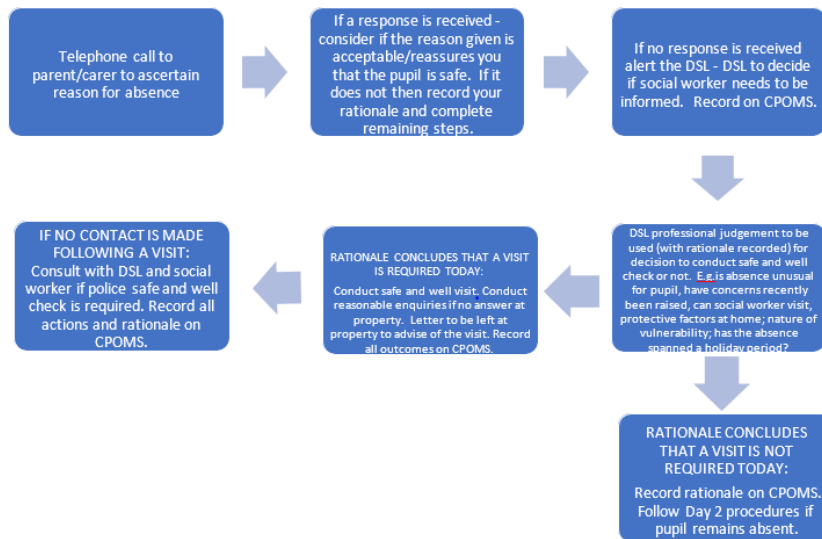 Telephone call to
parent/carer to ascertain
reason for absence
If a response is received -
consider if the reason given is
acceptable/reassures you
that the pupil is safe. If it
does not then record your
rationale and complete
remaining steps.
If no response is received
alert the DSL - DSL to decide
if social worker needs to be
informed. Record on CPOMS.
DSL professional judgement to be
used (with rationale recorded) for
decision to conduct safe and well
check or not. E.g.is absence unusual
for pupil, have concerns recently
been raised, can social worker visit,
protective factors at home; nature of
vulnerability; has the absence
spanned a holiday period?
RATIONALE CONCLUDES THAT A VISIT
IS REQUIRED TODAY:
Conduct safe and well visit. Conduct
reasonable enquiries if no answer at
property. Letter to be left at
property to advise of the visit. Record
all outcomes on CPOMS.
IF NO CONTACT IS MADE
FOLLOWING A VISIT:
Consult with DSL and social
worker if police safe and well
check is required. Record all
actions and rationale on
CPOMS.
RATIONALE CONCLUDES
THAT A VISIT IS NOT
REQUIRED TODAY:
Record rationale on CPOMS.
Follow Day 2 procedures if
pupil remains absent.